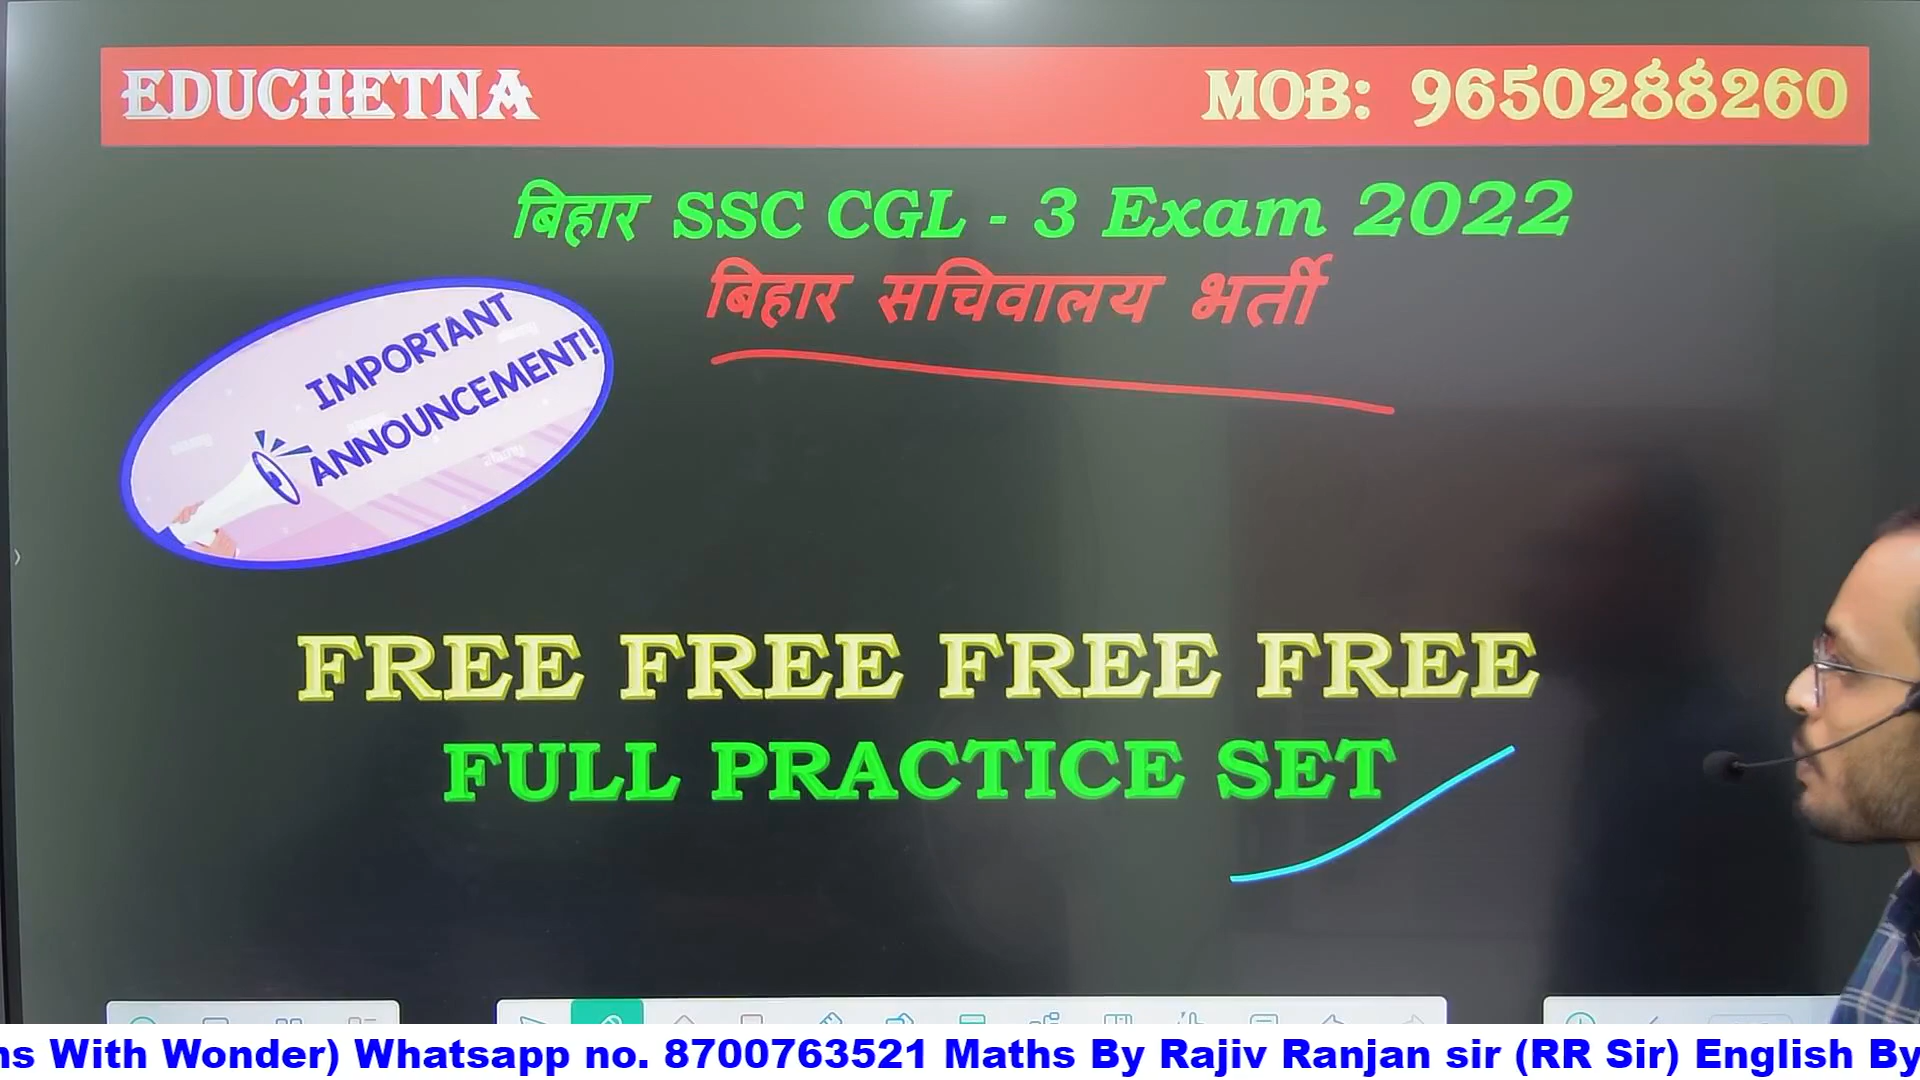 EDUCHETNA MOB: 9650288260
बिहार SSC CGL - 3 Exam 2022
बिहार सचिवालय भर्ती
IMPORTANT
ANNOUNCEMENT!
FREE FREE FREE FREE
FULL PRACTICE SET
ns With Wonder) Whatsapp no. 8700763521 Maths By Rajiv Ranjan sir (RR Sir) English By